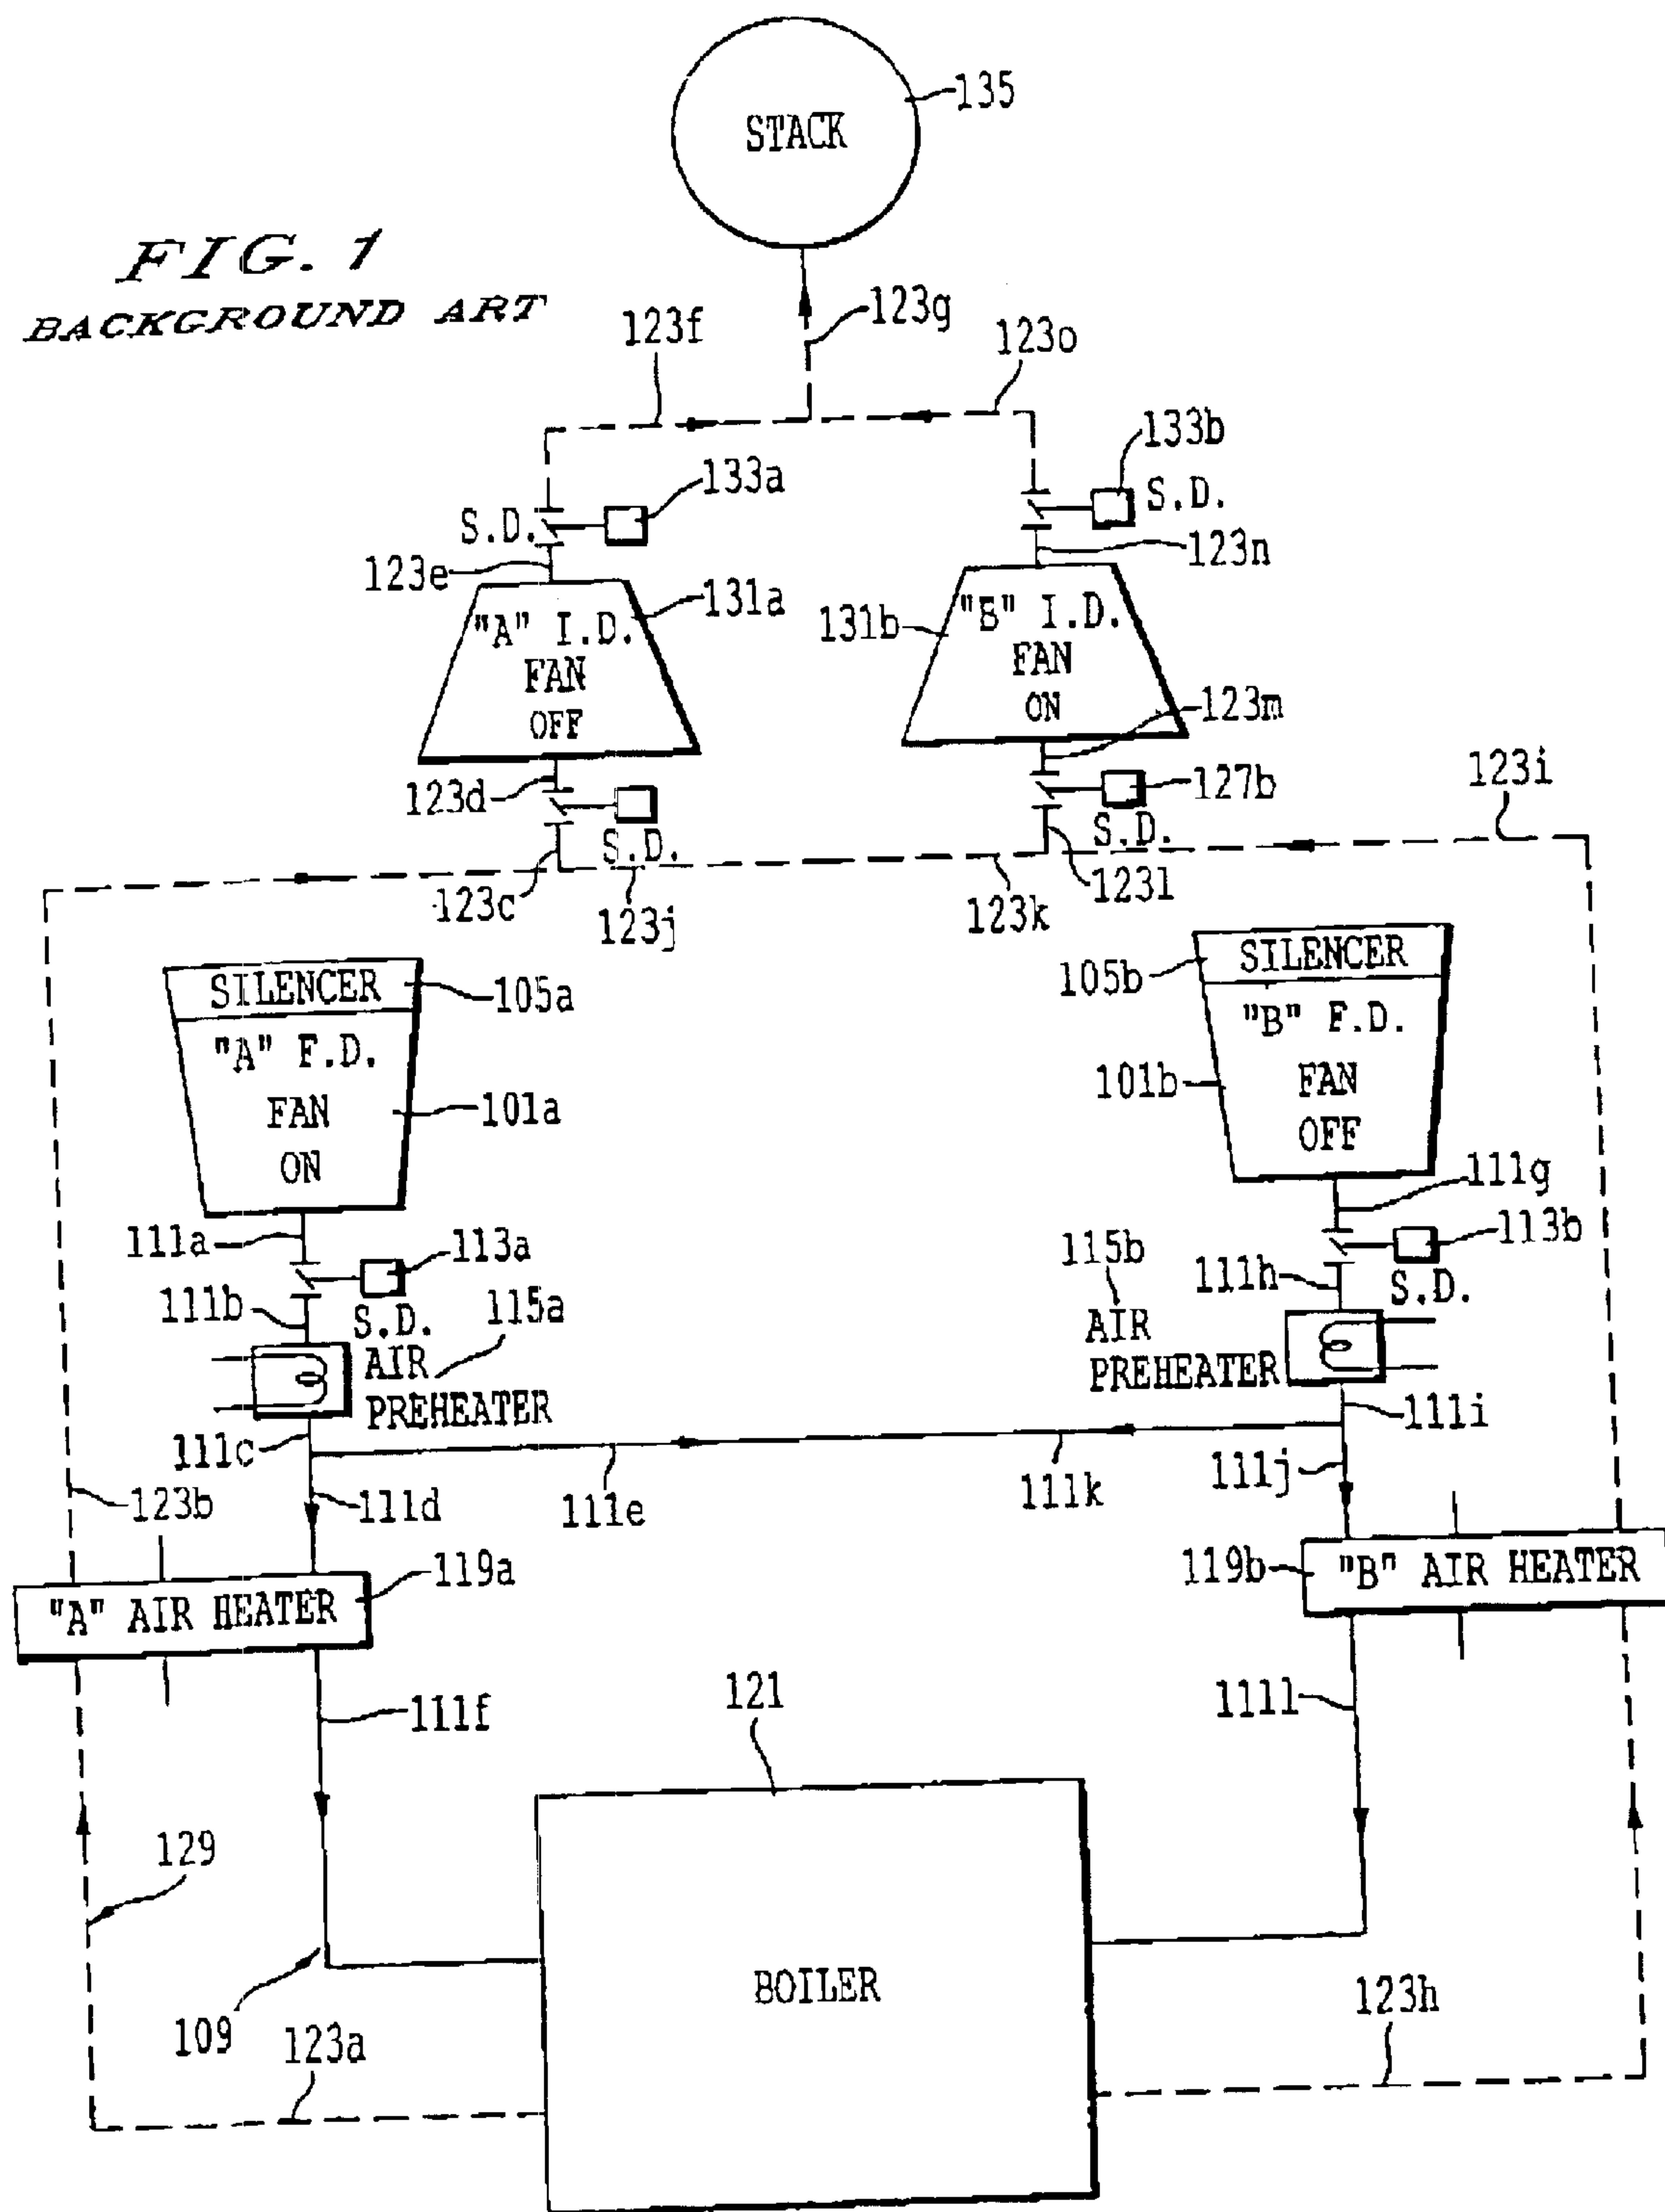 135
STACK
FIG. 1
BACKGROUND ART
123g
123f
123o
133b
S.D.
133a
S.D.
123n
123e
131a
"A" I.D.
FAN
OFF
131b
"B" I.D.
FAN
ON
123m
123d
127b
123i
S.D.
S.D.
123l
123c
123j
123k
SILENCER
105b
SILENCER
105a
"B" F.D.
FAN
OFF
101b
"A" F.D.
FAN
ON
101a
111g
111a
113a
113b
115b
111h
S.D.
111b
S.D.
115a
AIR
PREHEATER
AIR
PREHEATER
111i
111c
111j
123b
111d
111e
111k
119a
119b
"B" AIR HEATER
"A" AIR HEATER
121
111f
111l
129
BOILER
109
123a
123h